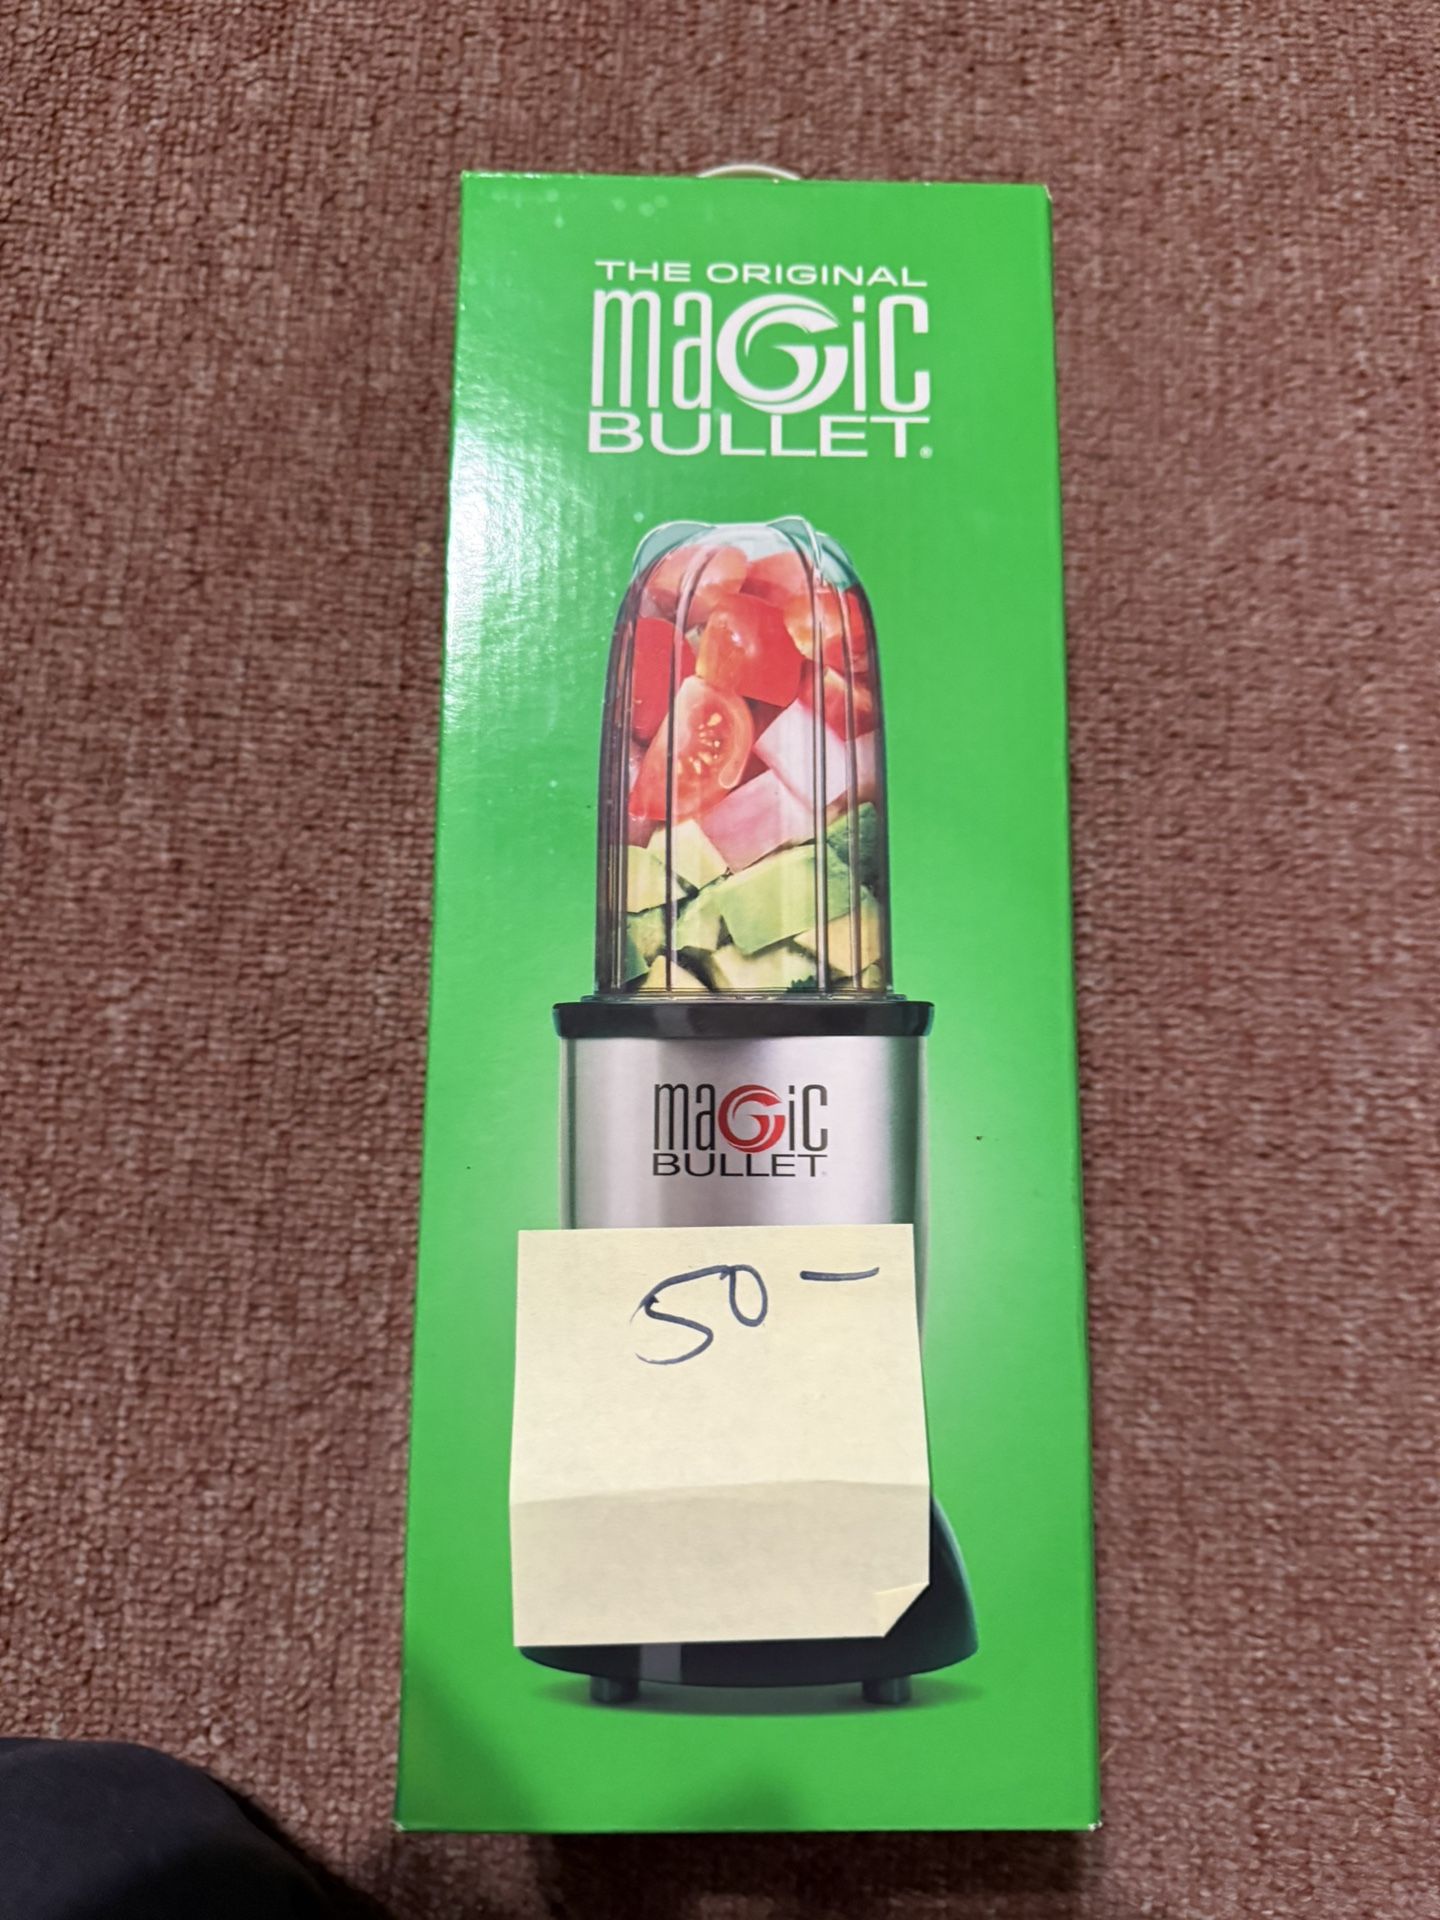 THE ORIGINAL
magic
BULLET®
magic
BULLET
50 —